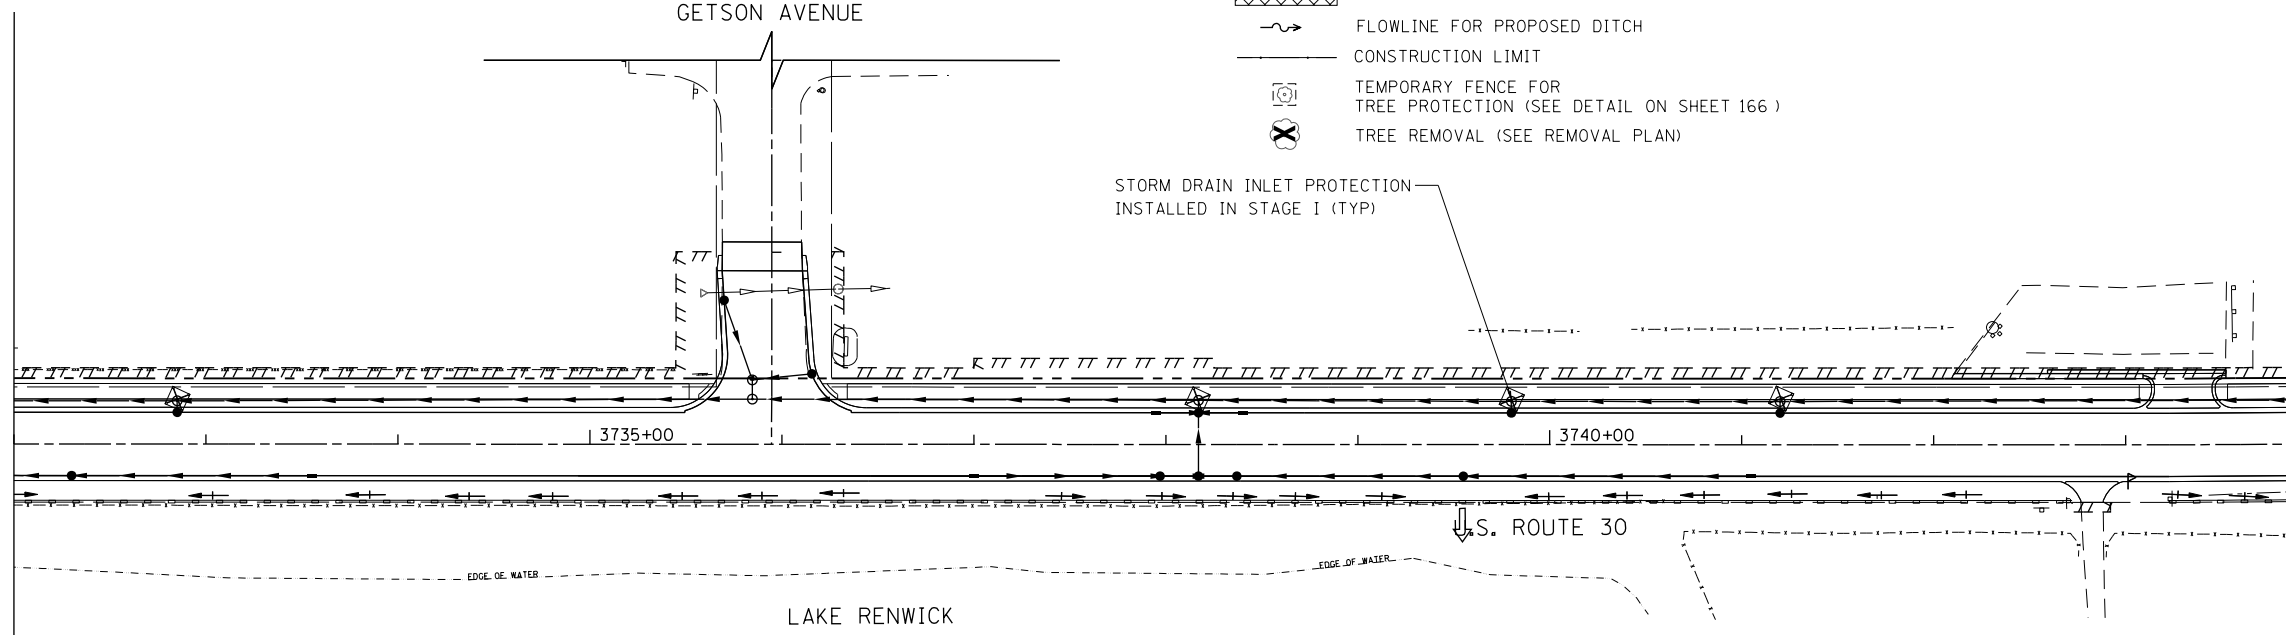 GETSON AVENUE
FLOWLINE FOR PROPOSED DITCH
CONSTRUCTION LIMIT
TEMPORARY FENCE FOR
TREE PROTECTION (SEE DETAIL ON SHEET 166 )
TREE REMOVAL (SEE REMOVAL PLAN)
STORM DRAIN INLET PROTECTION
INSTALLED IN STAGE I (TYP)
3735+00
3740+00
.S. ROUTE 30
EDGE OF WATER
EDGE OF WATER
LAKE RENWICK